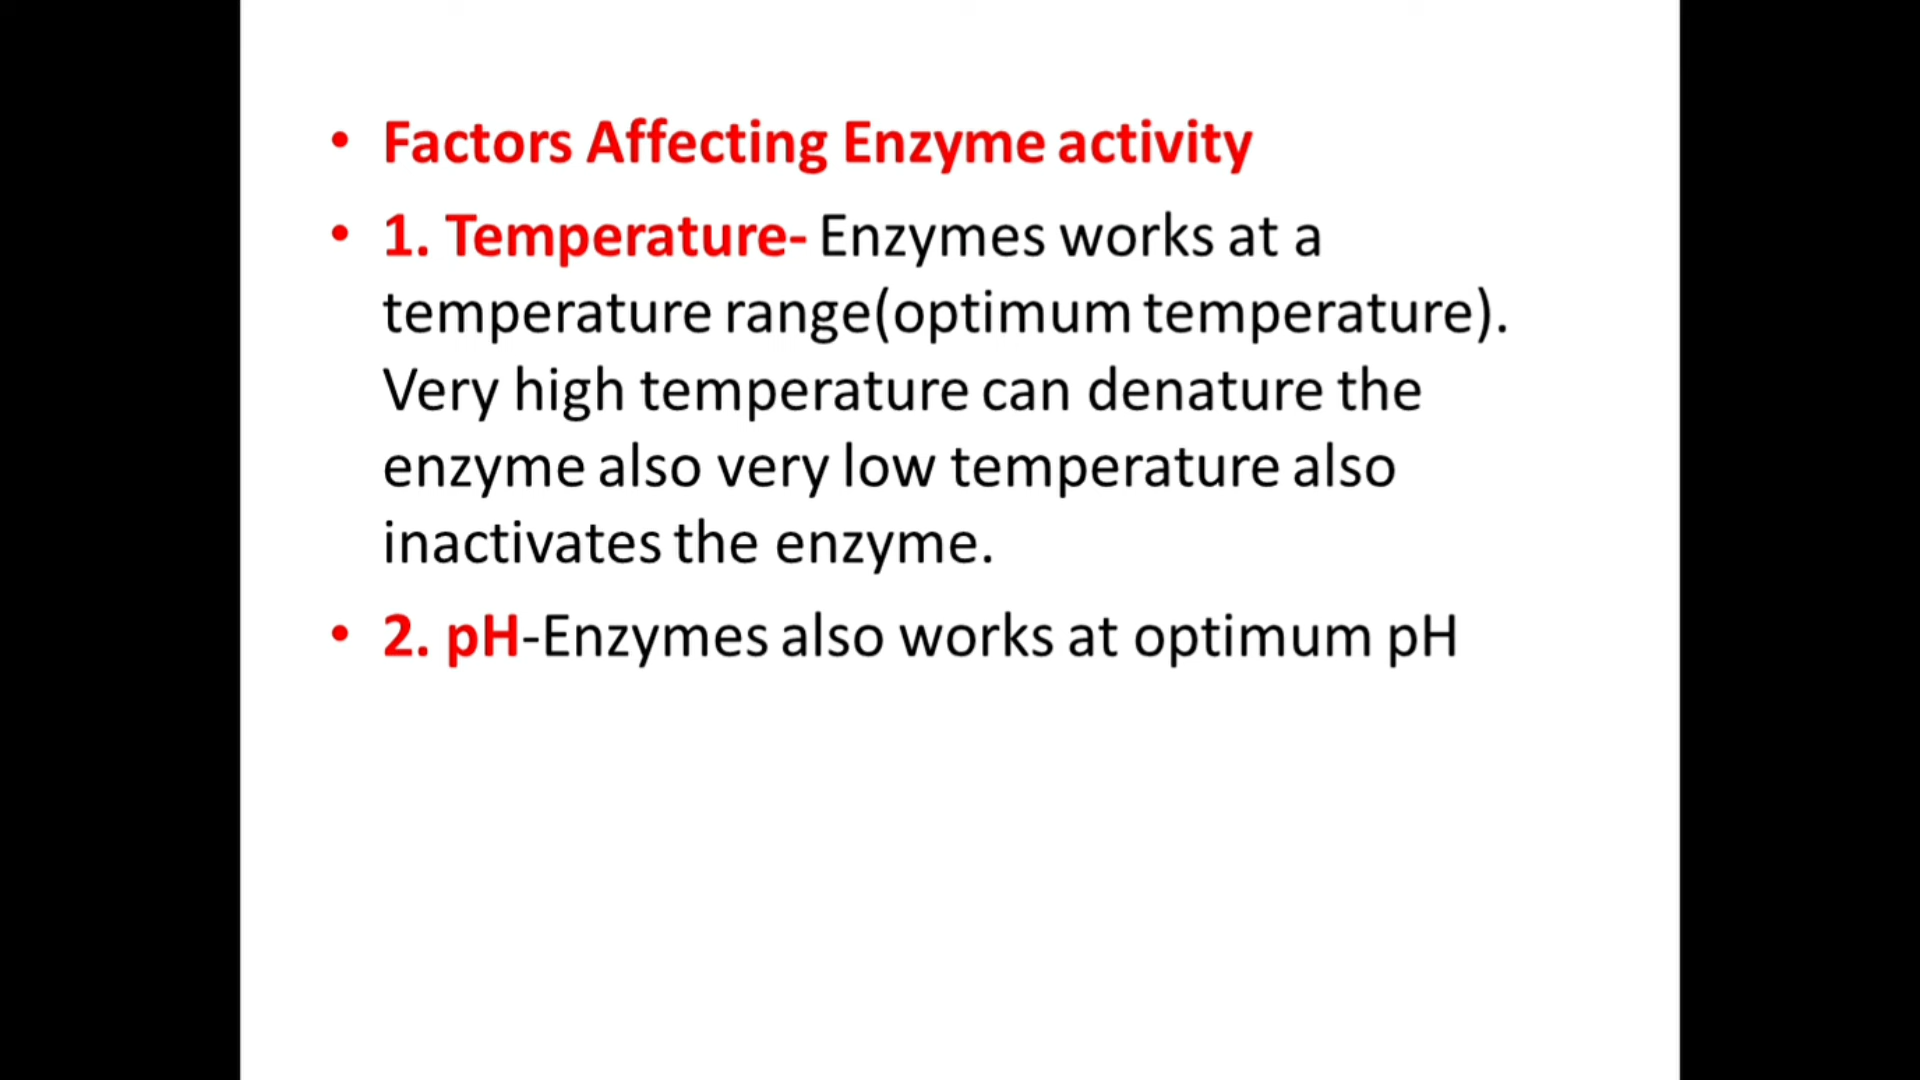 • Factors Affecting Enzyme activity
• 1. Temperature- Enzymes works at a
temperature range(optimum temperature).
Very high temperature can denature the
enzyme also very low temperature also
inactivates the enzyme.
• 2. pH-Enzymes also works at optimum pH